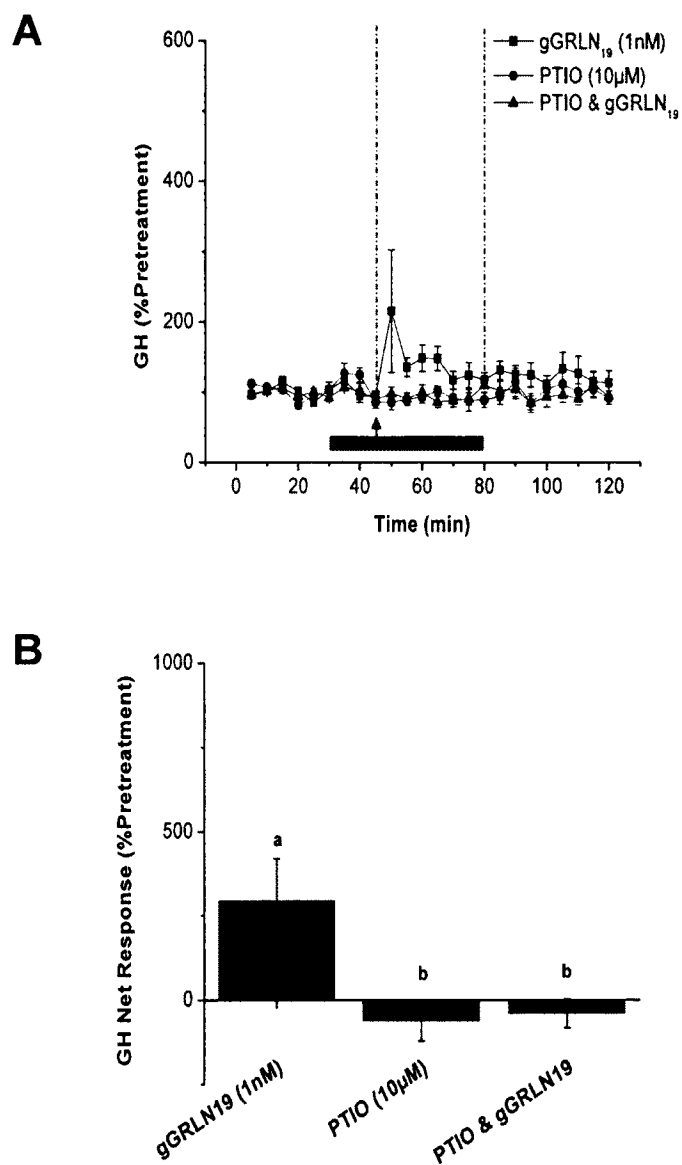 A
gGRLN19 (1nM)
PTIO (10µM)
PTIO & gGRLN19
600
400
200
0
GH (%Pretreatment)
0 20 40 60 80 100 120
Time (min)
B
1000
500
0
GH Net Response (%Pretreatment)
a
b
b
gGRLN19 (1nM)
PTIO (10µM)
PTIO & gGRLN19